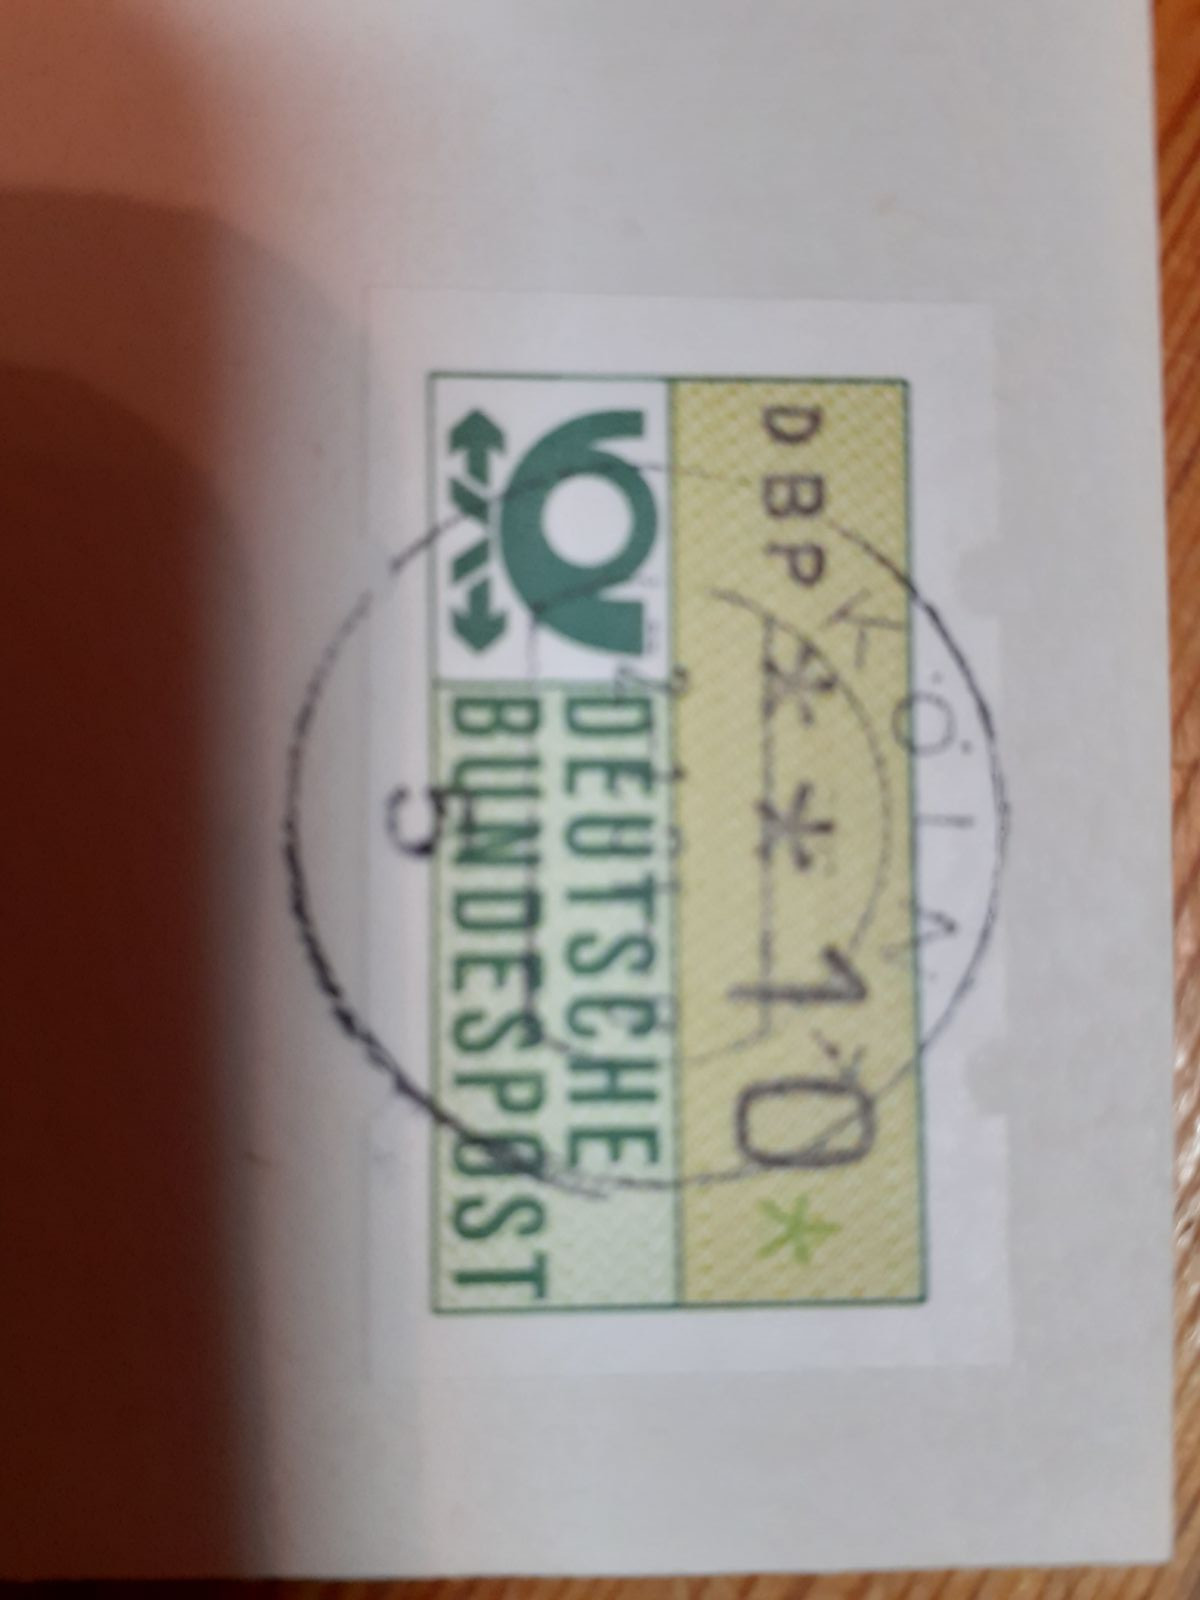 DBP **10*
DEUTSCHE
BUNDESPOST
KÖLN
5